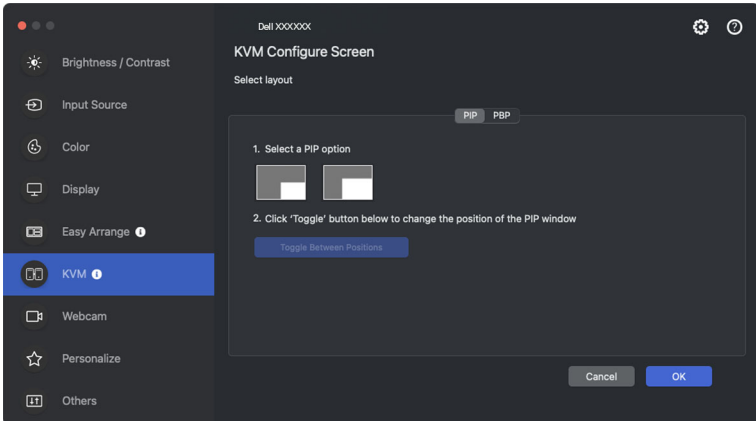 Dell XXXXXX
KVM Configure Screen
Select layout
Brightness / Contrast
Input Source
Color
Display
Easy Arrange
KVM
Webcam
Personalize
Others
PIP PBP
1. Select a PIP option
2. Click ‘Toggle’ button below to change the position of the PIP window
Toggle Between Positions
Cancel OK